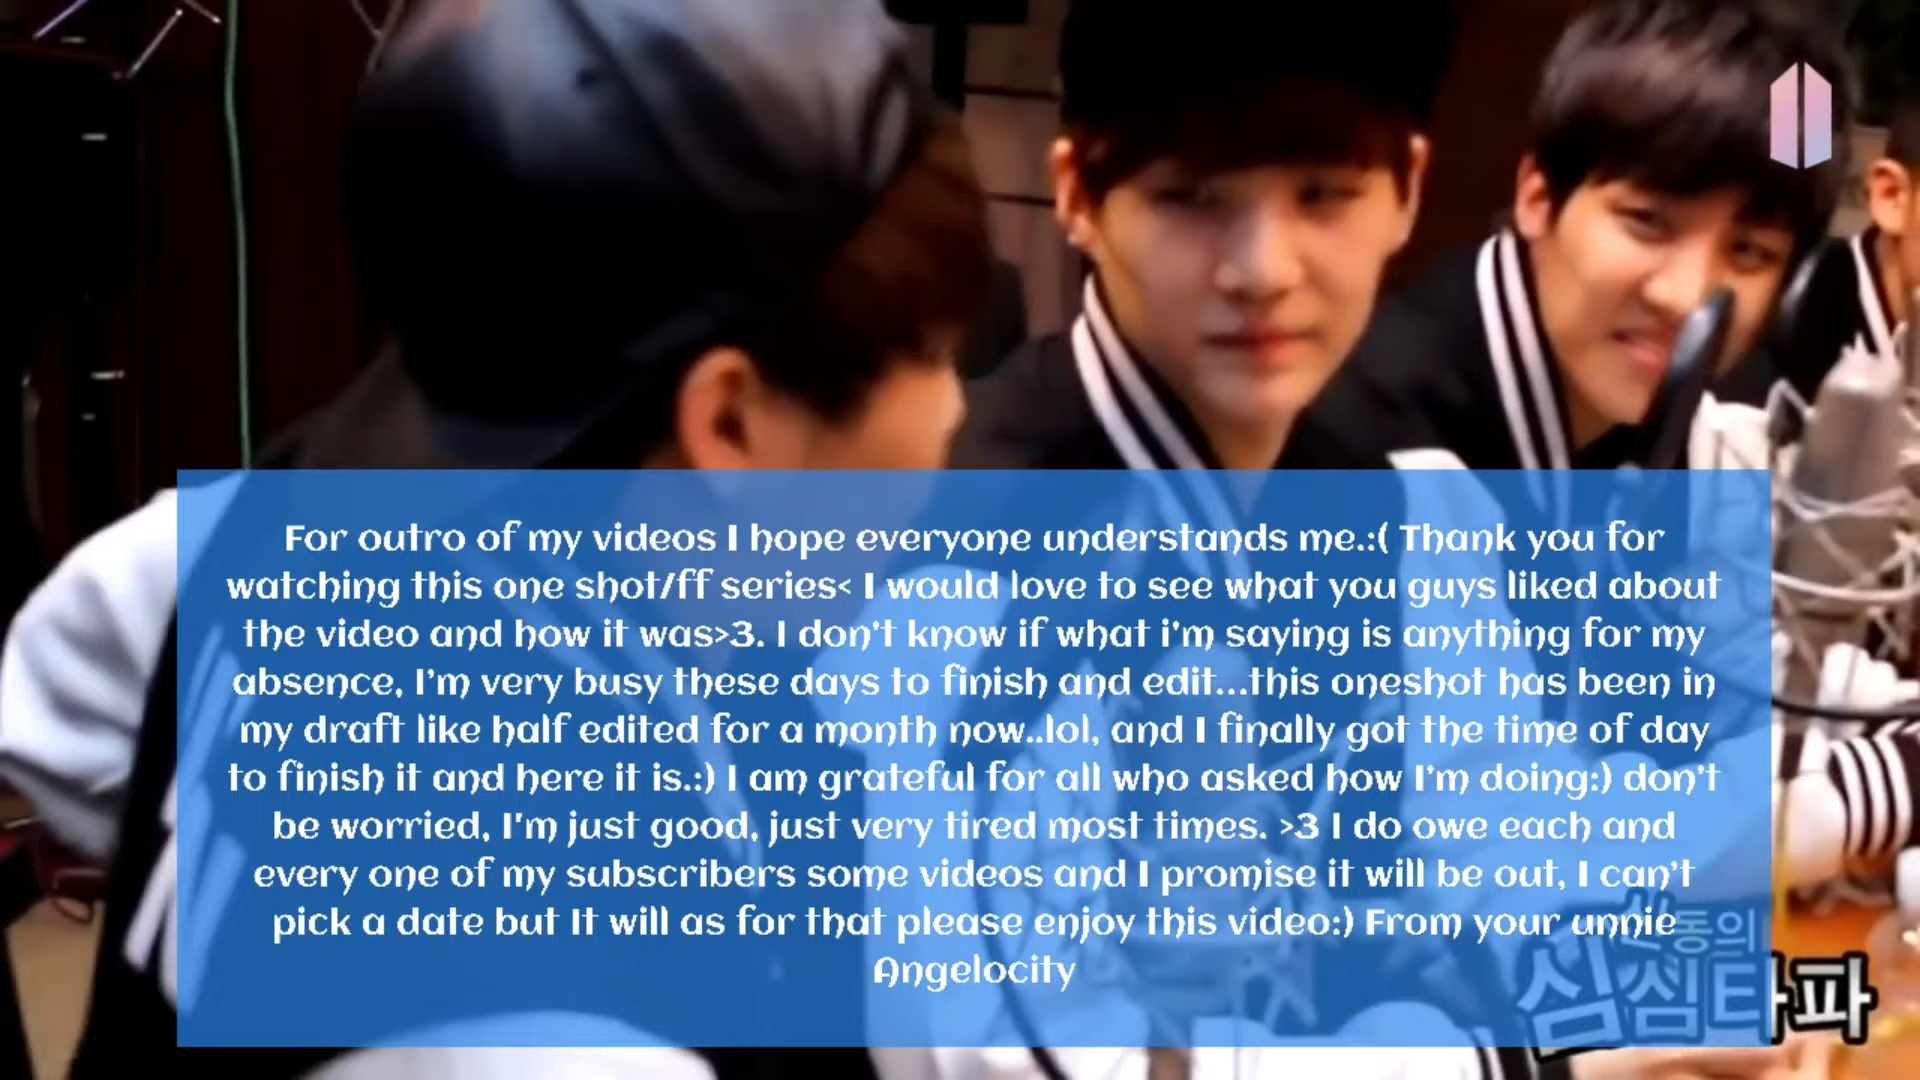 For outro of my videos I hope everyone understands me.:( Thank you for
watching this one shot/ff series< I would love to see what you guys liked about
the video and how it was>3. I don't know if what i'm saying is anything for my
absence, I'm very busy these days to finish and edit...this oneshot has been in
my draft like half edited for a month now..lol, and I finally got the time of day
to finish it and here it is.:) I am grateful for all who asked how I'm doing:) don't
be worried, I'm just good, just very tired most times. >3 I do owe each and
every one of my subscribers some videos and I promise it will be out, I can't
pick a date but It will as for that please enjoy this video:) From your unnie
Angelocity
신동의
심심타파